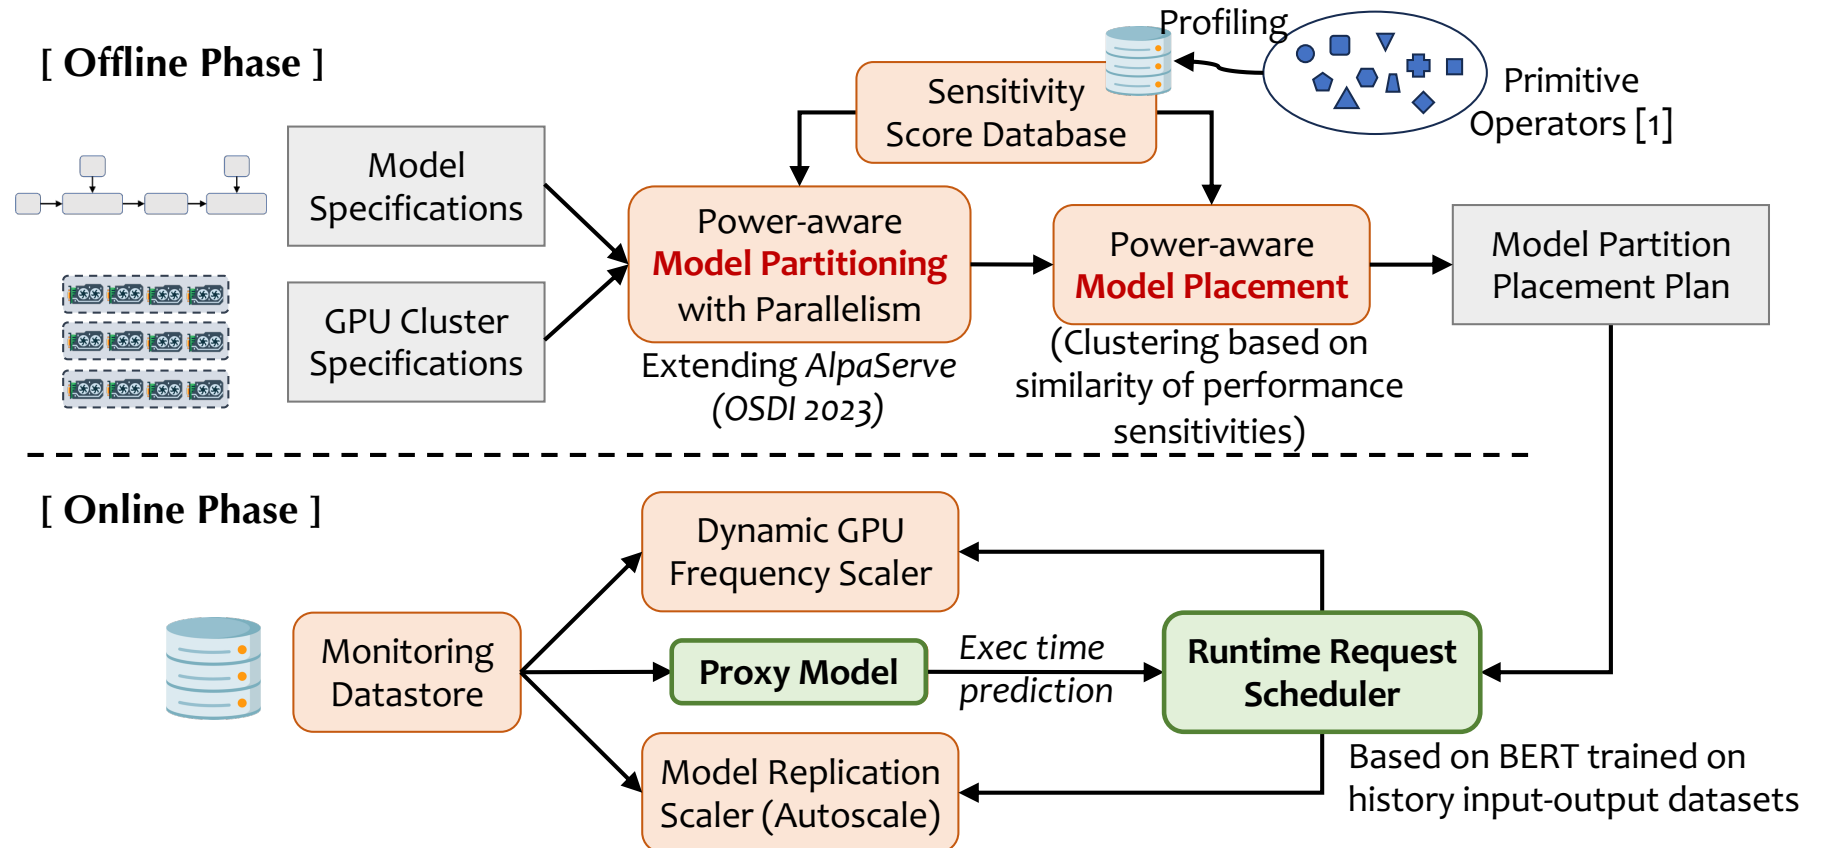 [ Offline Phase ]
Profiling
Primitive
Operators [1]
Sensitivity
Score Database
Model
Specifications
GPU Cluster
Specifications
Power-aware
Model Partitioning
with Parallelism
Extending AlpaServe
(OSDI 2023)
Power-aware
Model Placement
(Clustering based on
similarity of performance
sensitivities)
Model Partition
Placement Plan
[ Online Phase ]
Dynamic GPU
Frequency Scaler
Monitoring
Datastore
Proxy Model
Exec time
prediction
Runtime Request
Scheduler
Model Replication
Scaler (Autoscale)
Based on BERT trained on
history input-output datasets